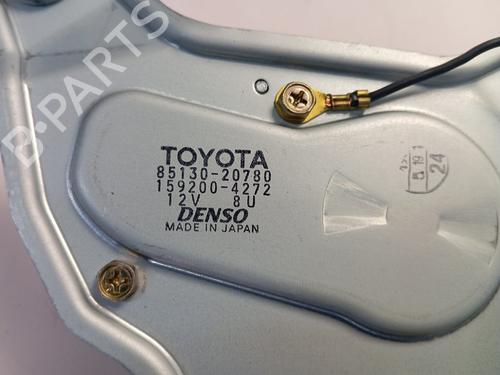 B-PARTS
TOYOTA
85130-20780
159200-4272
12V 8U
DENSO
MADE IN JAPAN
24